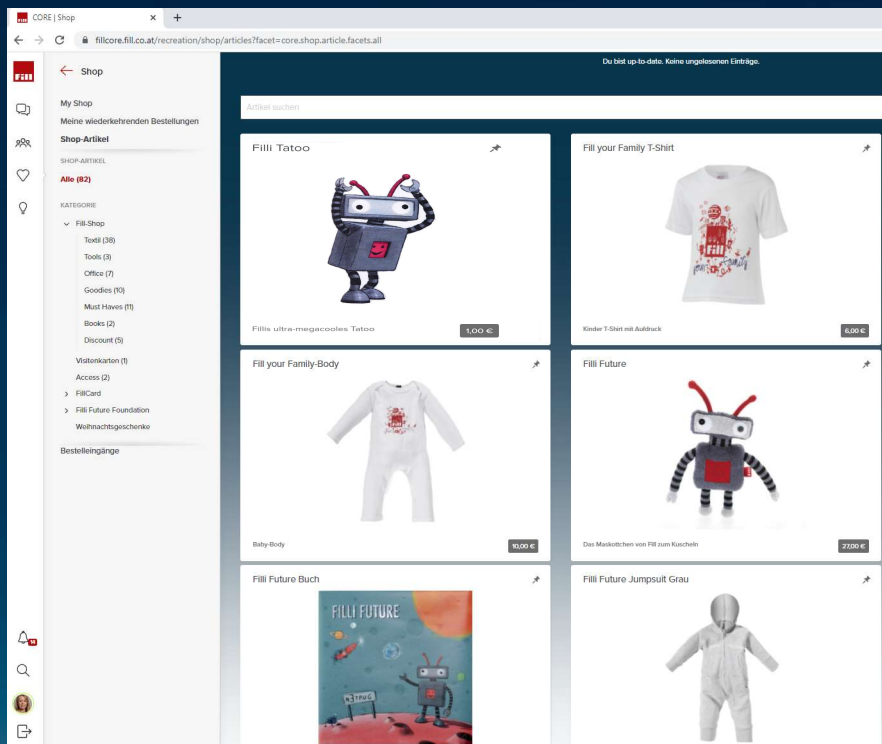 CORE | Shop
fillcore.fill.co.at/recreation/shop/articles?facet=core.shop.article.facets.all
Fill
Shop
My Shop
Meine wiederkehrenden Bestellungen
Shop-Artikel
SHOP-ARTIKEL
Alle (82)
KATEGORIE
Fill-Shop
Textil (38)
Tools (3)
Office (7)
Goodies (10)
Must Haves (11)
Books (2)
Discount (5)
Visitenkarten (1)
Access (2)
FillCard
Filli Future Foundation
Weihnachtsgeschenke
Bestelleingänge
14
Du bist up-to-date. Keine ungelesenen Einträge.
Artikel suchen
Filli Tatoo
Fillis ultra-megacooles Tatoo
1,00 €
Fill your Family T-Shirt
Fill
your family
Kinder T-Shirt mit Aufdruck
6,00 €
Fill your Family-Body
Baby-Body
10,00 €
Filli Future
Das Maskottchen von Fill zum Kuscheln
27,00 €
Filli Future Buch
FILLI FUTURE
Filli Future Jumpsuit Grau